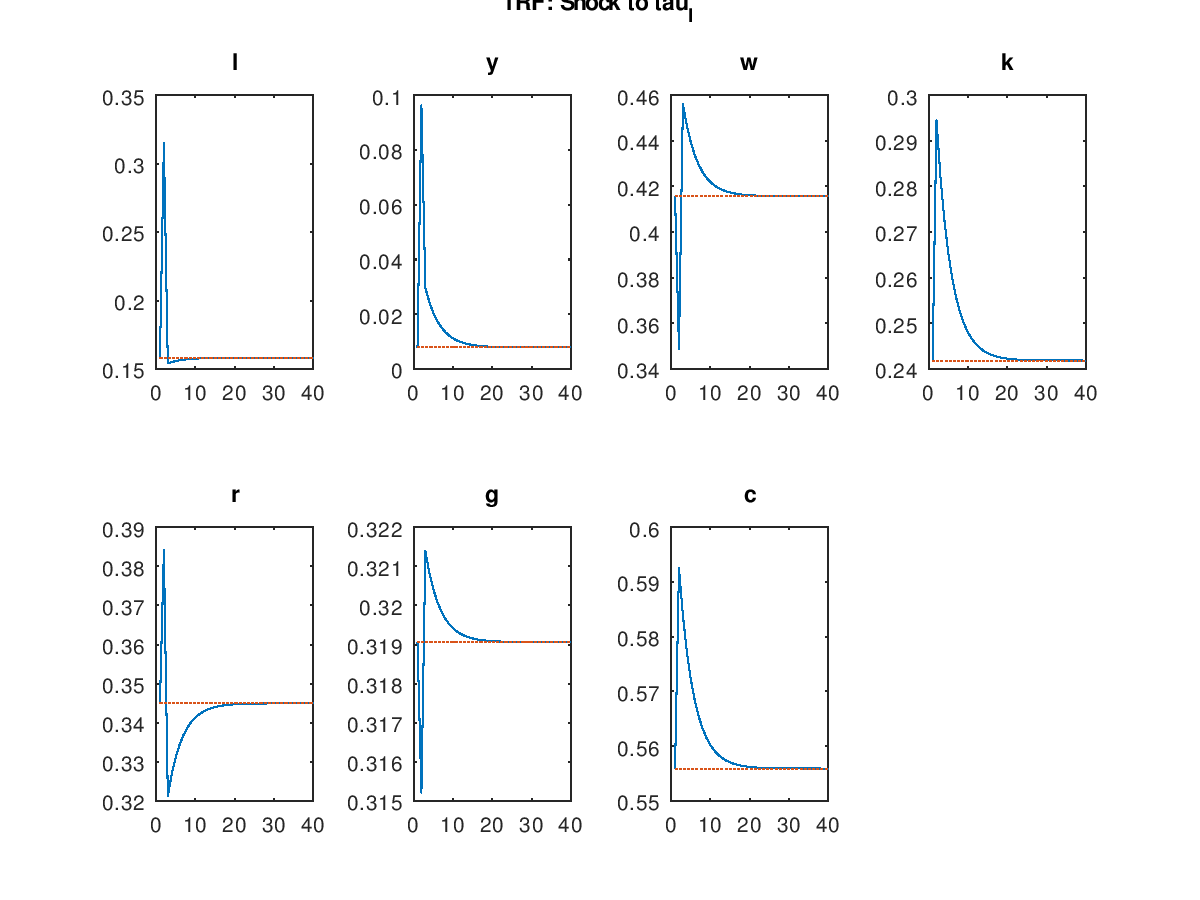 IRF: Shock to tau_l
l y w k
0.35 0.1 0.46 0.3
0.3 0.08 0.44 0.29
0.25 0.06 0.42 0.28
0.2 0.04 0.4 0.27
0.15 0.02 0.38 0.26
0 0.36 0.25
0.34 0.24
0 10 20 30 40 0 10 20 30 40 0 10 20 30 40 0 10 20 30 40
r g c
0.39 0.322 0.6
0.38 0.321 0.59
0.37 0.32 0.58
0.36 0.319 0.57
0.35 0.318 0.56
0.34 0.317 0.55
0.33 0.316
0.32 0.315
0 10 20 30 40 0 10 20 30 40 0 10 20 30 40